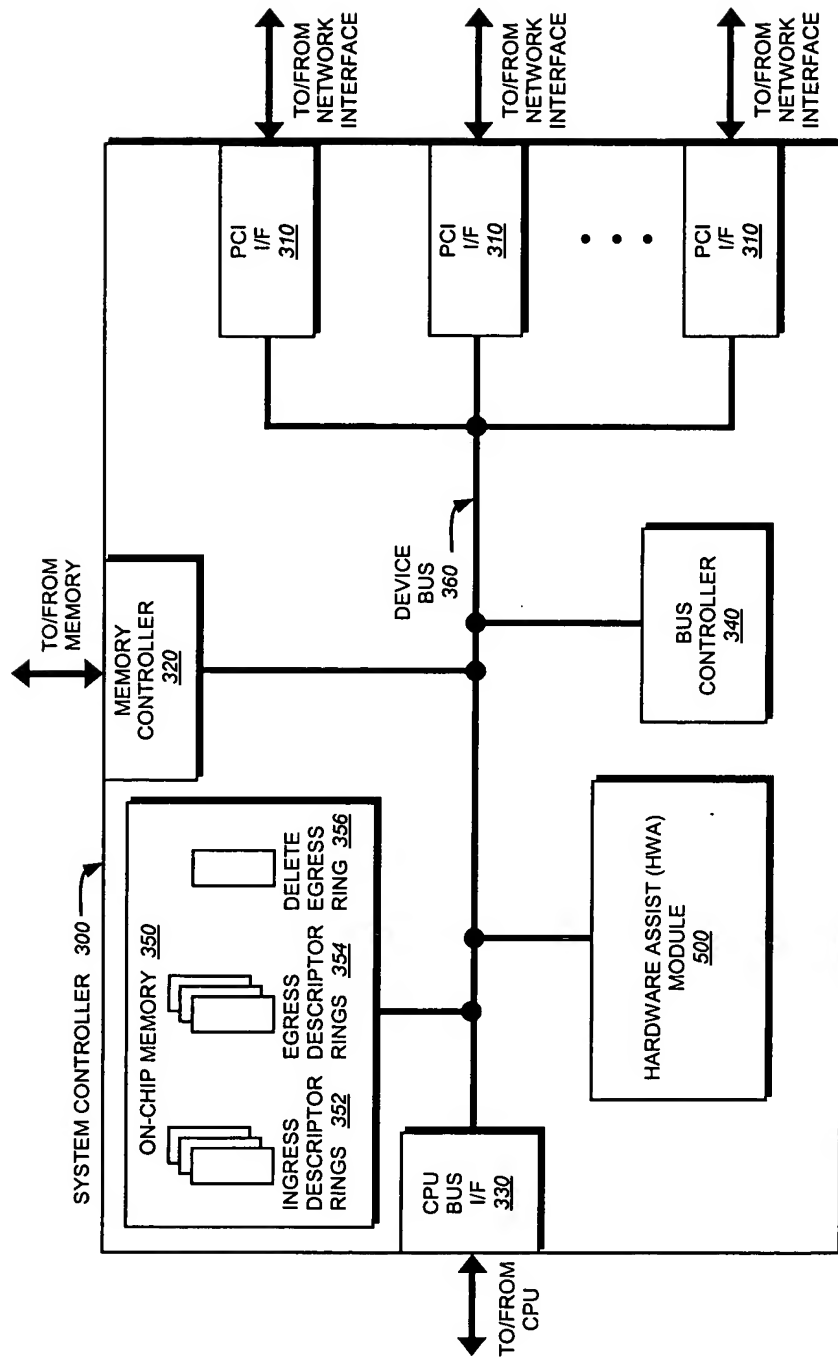 SYSTEM CONTROLLER 300
TO/FROM
MEMORY
ON-CHIP MEMORY 350
INGRESS
DESCRIPTOR
RINGS 352
EGRESS
DESCRIPTOR
RINGS 354
DELETE
EGRESS
RING 356
MEMORY
CONTROLLER
320
PCI
I/F
310
TO/FROM
NETWORK
INTERFACE
TO/FROM
CPU
CPU
BUS
I/F
330
DEVICE
BUS
360
PCI
I/F
310
TO/FROM
NETWORK
INTERFACE
HARDWARE ASSIST (HWA)
MODULE
500
BUS
CONTROLLER
340
PCI
I/F
310
TO/FROM
NETWORK
INTERFACE